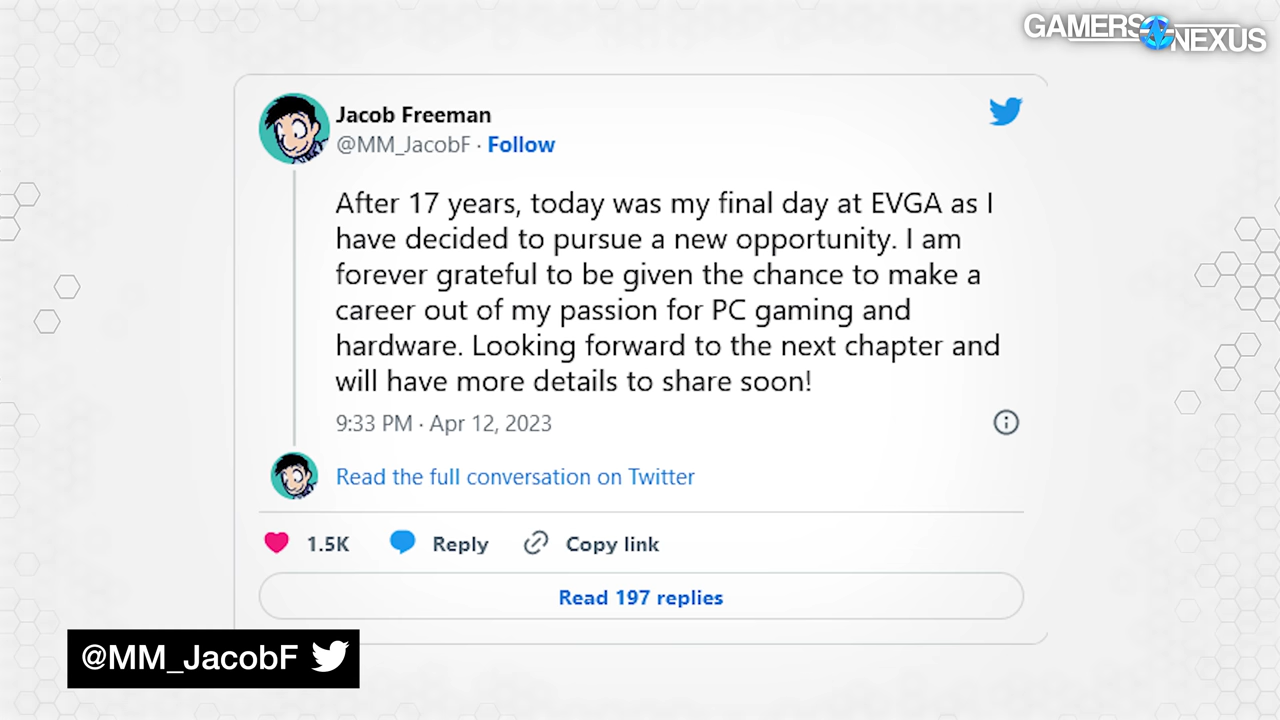 GAMERS NEXUS
Jacob Freeman
@MM_JacobF · Follow
After 17 years, today was my final day at EVGA as I
have decided to pursue a new opportunity. I am
forever grateful to be given the chance to make a
career out of my passion for PC gaming and
hardware. Looking forward to the next chapter and
will have more details to share soon!
9:33 PM · Apr 12, 2023
Read the full conversation on Twitter
1.5K Reply Copy link
Read 197 replies
@MM_JacobF